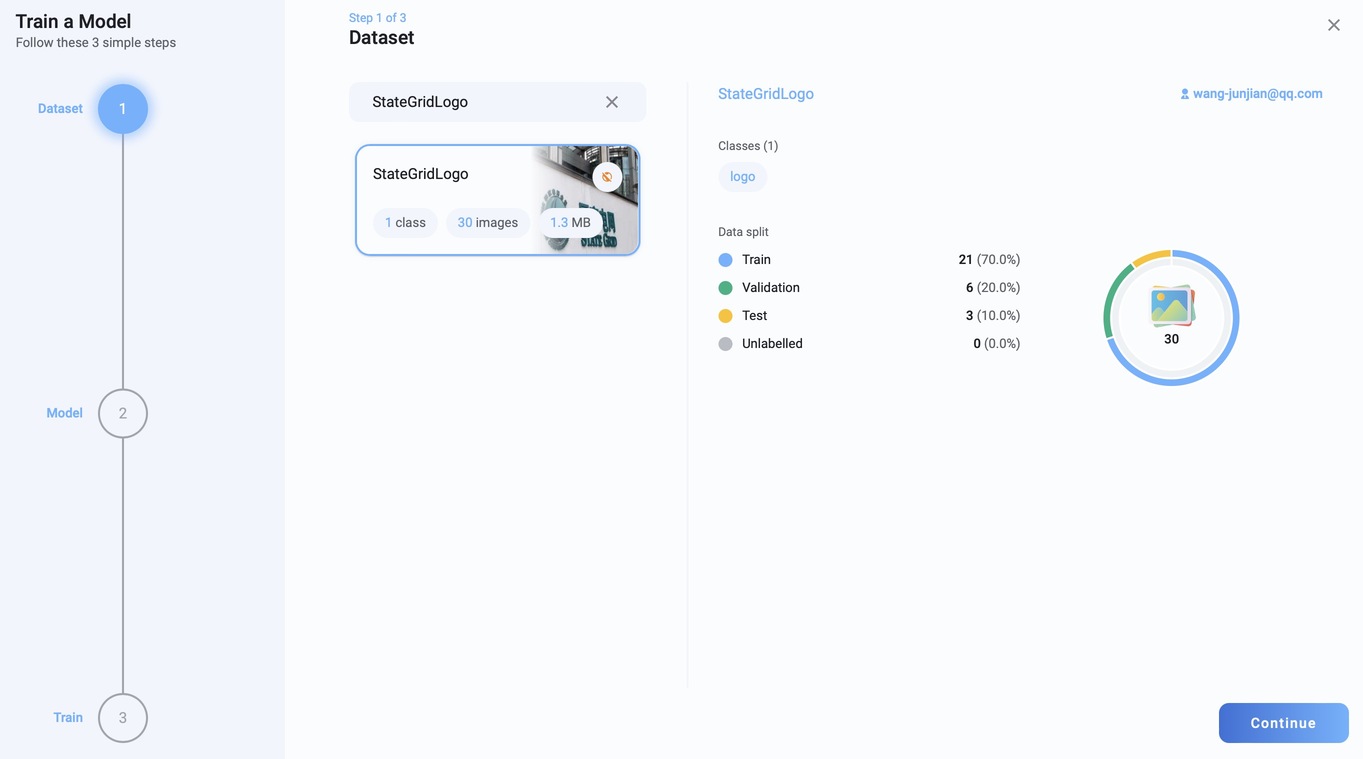 Train a Model
Follow these 3 simple steps
Dataset
1
Model
2
Train
3
Step 1 of 3
Dataset
StateGridLogo
StateGridLogo
1 class
30 images
1.3 MB
StateGridLogo
wang-junjian@qq.com
Classes (1)
logo
Data split
Train 21 (70.0%)
Validation 6 (20.0%)
Test 3 (10.0%)
Unlabelled 0 (0.0%)
30
Continue